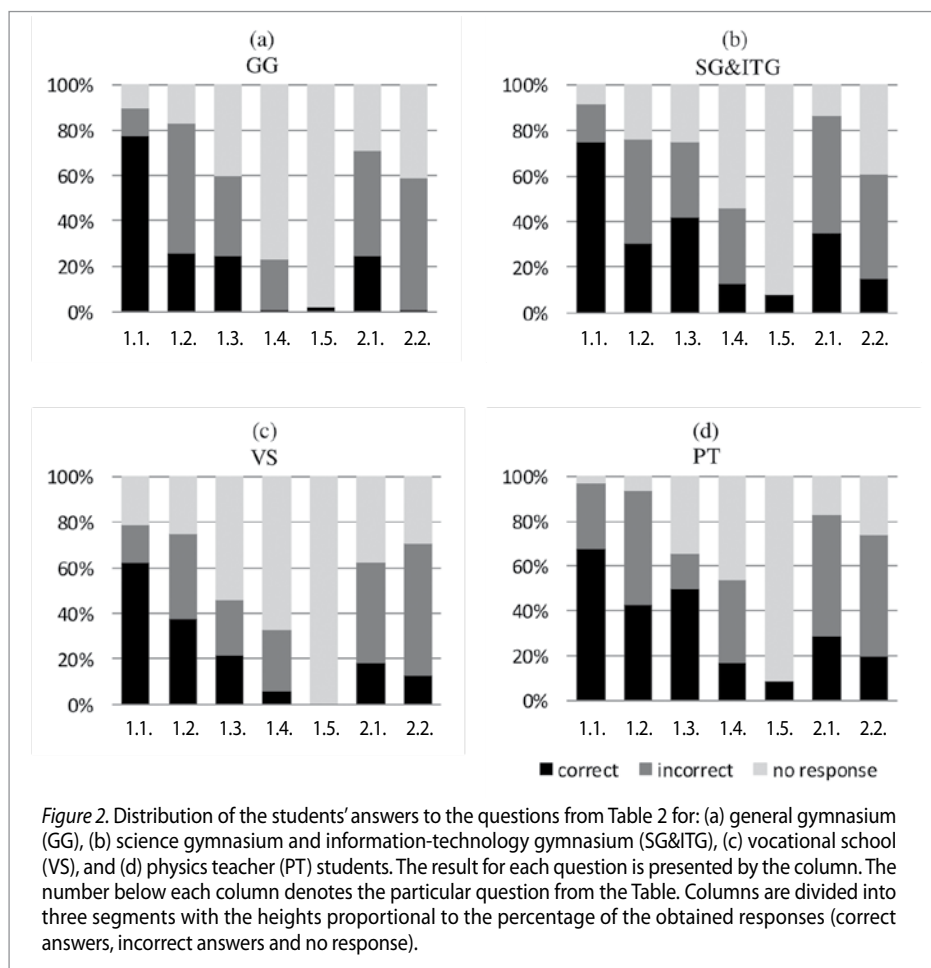 (a)
GG
100%
80%
60%
40%
20%
0%
1.1. 1.2. 1.3. 1.4. 1.5. 2.1. 2.2.
(b)
SG&ITG
100%
80%
60%
40%
20%
0%
1.1. 1.2. 1.3. 1.4. 1.5. 2.1. 2.2.
(c)
VS
100%
80%
60%
40%
20%
0%
1.1. 1.2. 1.3. 1.4. 1.5. 2.1. 2.2.
(d)
PT
100%
80%
60%
40%
20%
0%
1.1. 1.2. 1.3. 1.4. 1.5. 2.1. 2.2.
correct incorrect no response
Figure 2. Distribution of the students' answers to the questions from Table 2 for: (a) general gymnasium
(GG), (b) science gymnasium and information-technology gymnasium (SG&ITG), (c) vocational school
(VS), and (d) physics teacher (PT) students. The result for each question is presented by the column. The
number below each column denotes the particular question from the Table. Columns are divided into
three segments with the heights proportional to the percentage of the obtained responses (correct
answers, incorrect answers and no response).